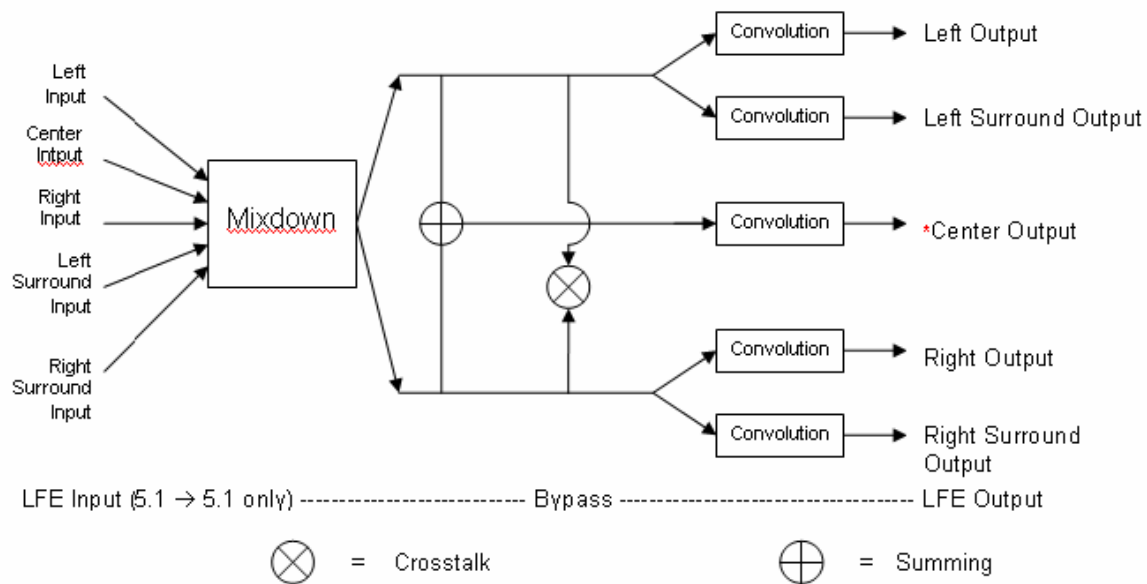 Left
Input
Center
Intput
Right
Input
Left
Surround
Input
Right
Surround
Input
Mixdown
Convolution
Left Output
Convolution
Left Surround Output
Convolution
*Center Output
Convolution
Right Output
Convolution
Right Surround
Output
LFE Input (5.1 → 5.1 only) ------------------------- Bypass --------------------------------- LFE Output
= Crosstalk
= Summing